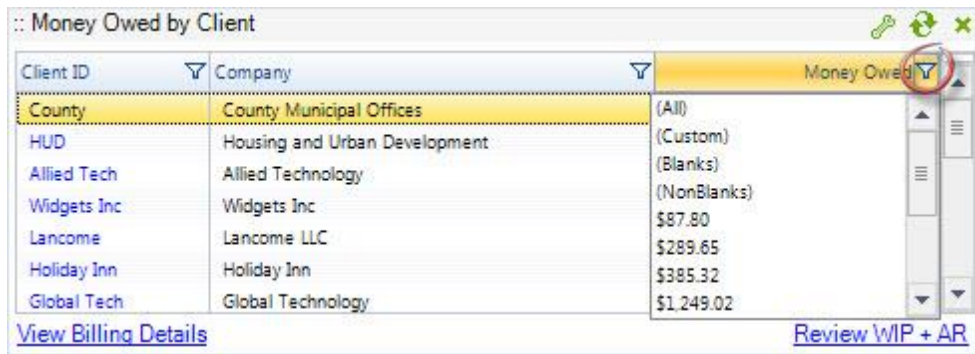 :: Money Owed by Client
Client ID Company Money Owed
County County Municipal Offices (All)
HUD Housing and Urban Development (Custom)
Allied Tech Allied Technology (Blanks)
Widgets Inc Widgets Inc (NonBlanks)
Lancome Lancome LLC $87.80
Holiday Inn Holiday Inn $289.65
Global Tech Global Technology $385.32
$1,249.02
View Billing Details Review WIP + AR